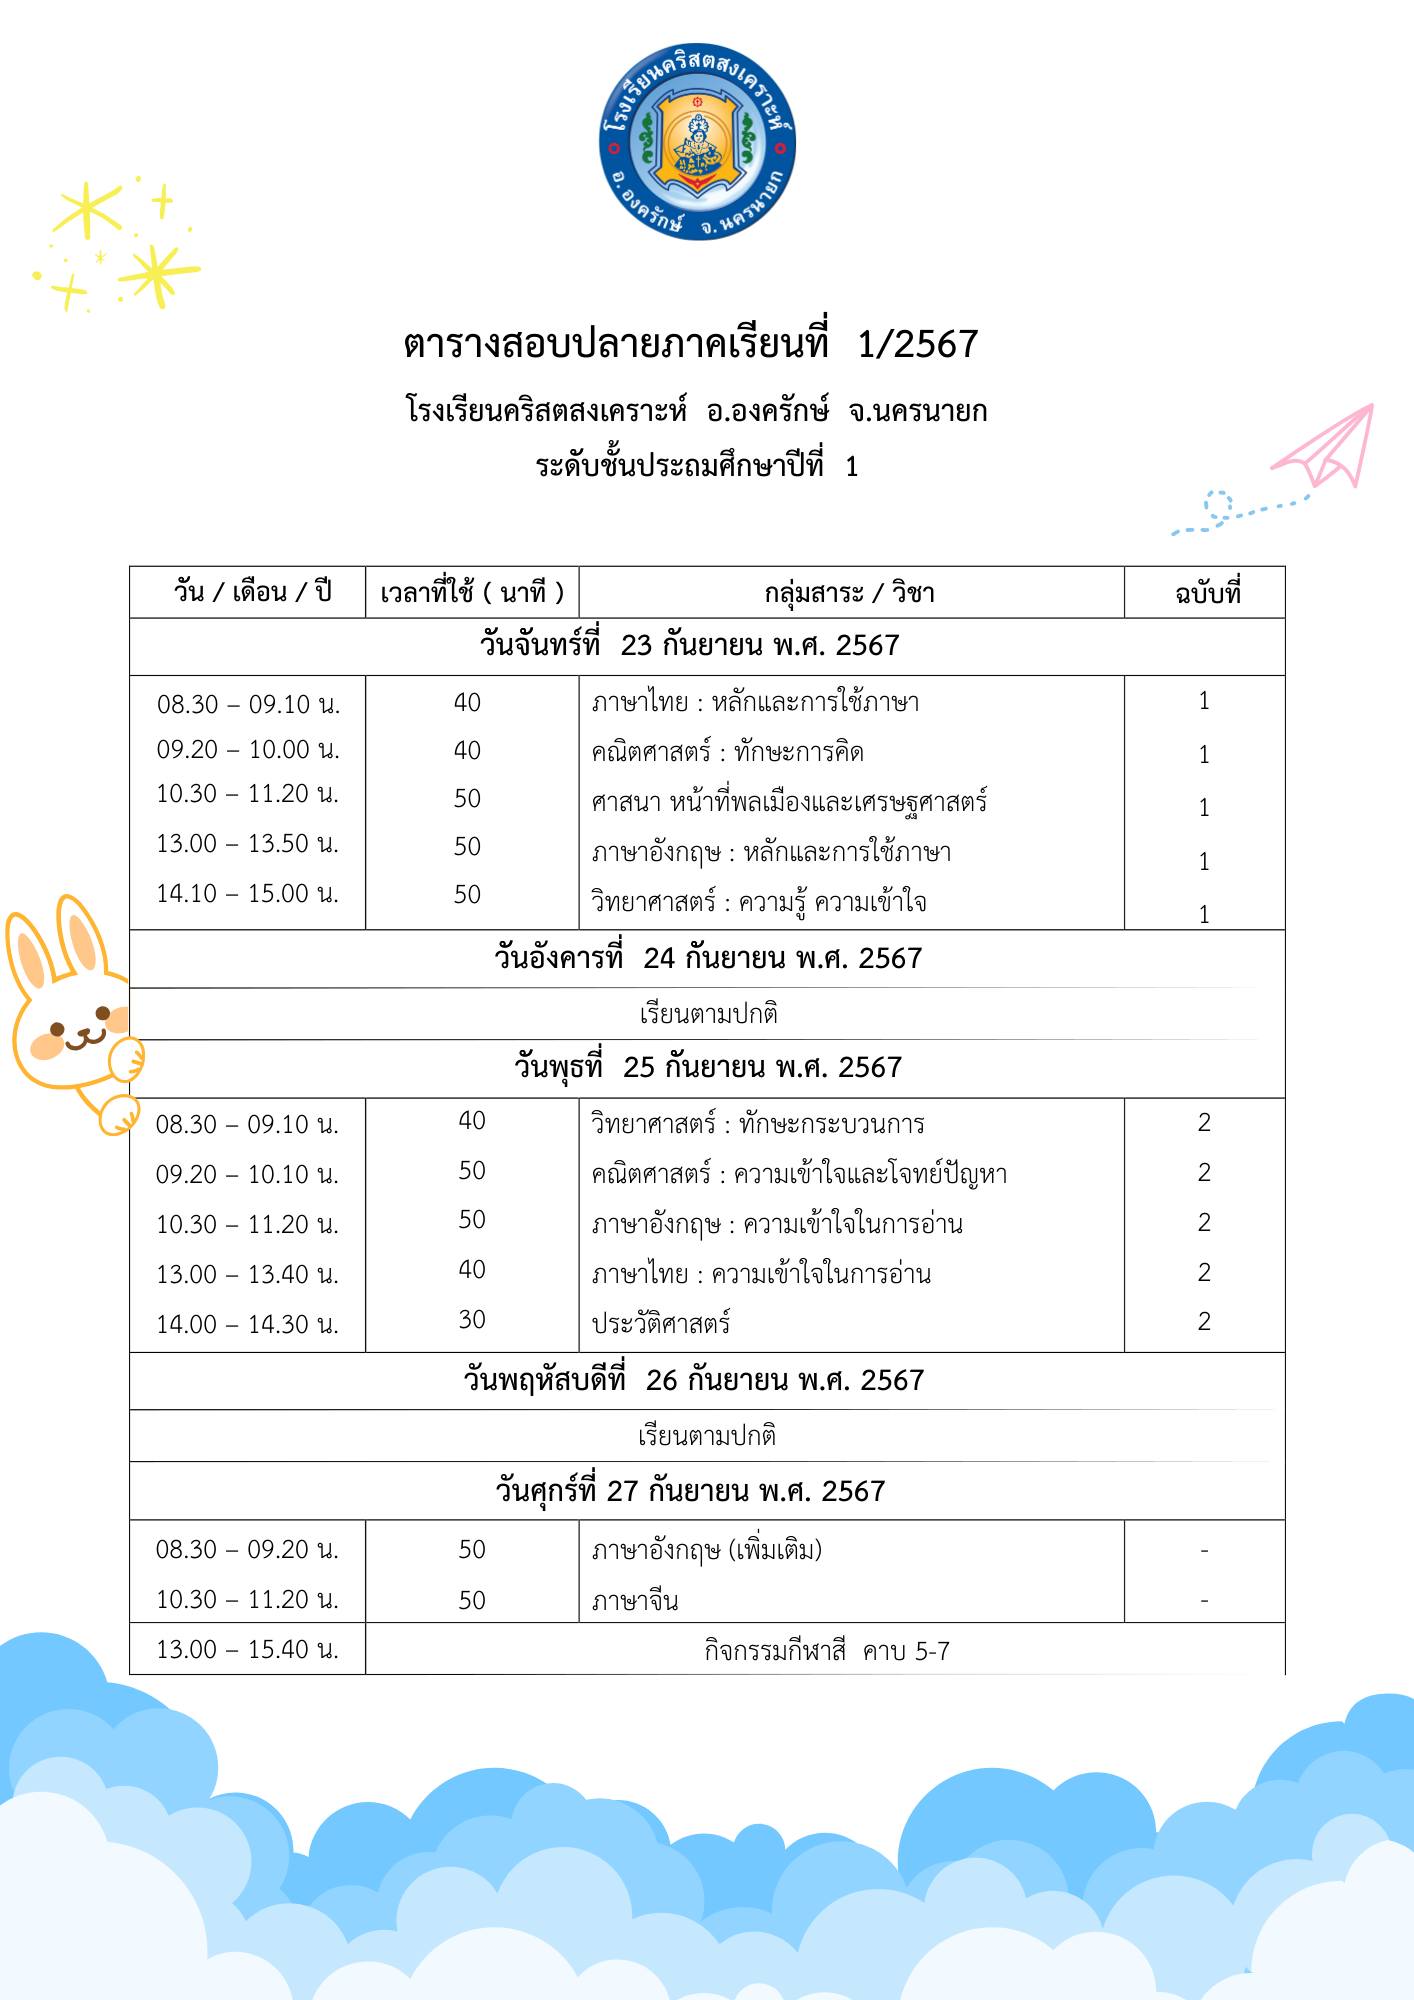 โรงเรียนคริสตสงเคราะห์
อ.องครักษ์ จ.นครนายก
ตารางสอบปลายภาคเรียนที่ 1/2567
โรงเรียนคริสตสงเคราะห์ อ.องครักษ์ จ.นครนายก
ระดับชั้นประถมศึกษาปีที่ 1
วัน / เดือน / ปี เวลาที่ใช้ ( นาที ) กลุ่มสาระ / วิชา ฉบับที่
วันจันทร์ที่ 23 กันยายน พ.ศ. 2567
08.30 – 09.10 น. 40 ภาษาไทย : หลักและการใช้ภาษา 1
09.20 – 10.00 น. 40 คณิตศาสตร์ : ทักษะการคิด 1
10.30 – 11.20 น. 50 ศาสนา หน้าที่พลเมืองและเศรษฐศาสตร์ 1
13.00 – 13.50 น. 50 ภาษาอังกฤษ : หลักและการใช้ภาษา 1
14.10 – 15.00 น. 50 วิทยาศาสตร์ : ความรู้ ความเข้าใจ 1
วันอังคารที่ 24 กันยายน พ.ศ. 2567
เรียนตามปกติ
วันพุธที่ 25 กันยายน พ.ศ. 2567
08.30 – 09.10 น. 40 วิทยาศาสตร์ : ทักษะกระบวนการ 2
09.20 – 10.10 น. 50 คณิตศาสตร์ : ความเข้าใจและโจทย์ปัญหา 2
10.30 – 11.20 น. 50 ภาษาอังกฤษ : ความเข้าใจในการอ่าน 2
13.00 – 13.40 น. 40 ภาษาไทย : ความเข้าใจในการอ่าน 2
14.00 – 14.30 น. 30 ประวัติศาสตร์ 2
วันพฤหัสบดีที่ 26 กันยายน พ.ศ. 2567
เรียนตามปกติ
วันศุกร์ที่ 27 กันยายน พ.ศ. 2567
08.30 – 09.20 น. 50 ภาษาอังกฤษ (เพิ่มเติม) -
10.30 – 11.20 น. 50 ภาษาจีน -
13.00 – 15.40 น. กิจกรรมกีฬาสี คาบ 5-7